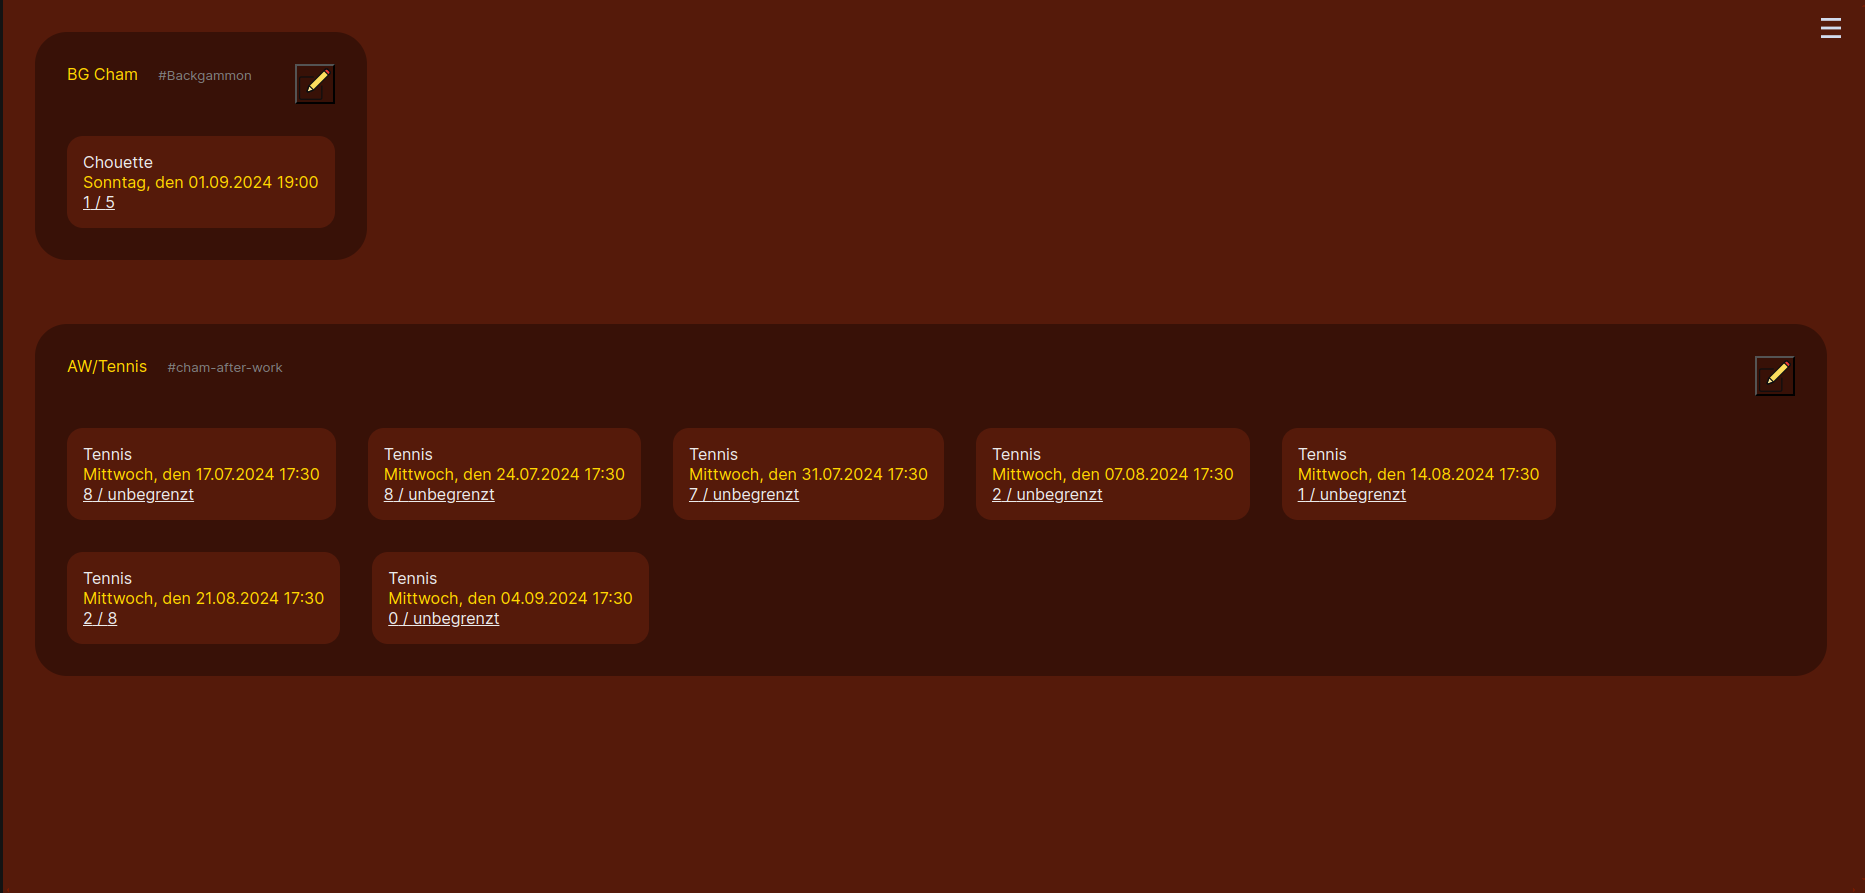 BG Cham #Backgammon
Chouette
Sonntag, den 01.09.2024 19:00
1 / 5
AW/Tennis #cham-after-work
Tennis
Mittwoch, den 17.07.2024 17:30
8 / unbegrenzt
Tennis
Mittwoch, den 24.07.2024 17:30
8 / unbegrenzt
Tennis
Mittwoch, den 31.07.2024 17:30
7 / unbegrenzt
Tennis
Mittwoch, den 07.08.2024 17:30
2 / unbegrenzt
Tennis
Mittwoch, den 14.08.2024 17:30
1 / unbegrenzt
Tennis
Mittwoch, den 21.08.2024 17:30
2 / 8
Tennis
Mittwoch, den 04.09.2024 17:30
0 / unbegrenzt